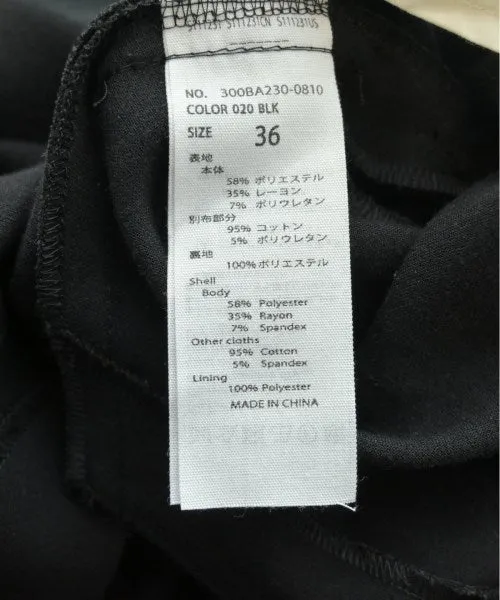 NO. 300BA230-0810
COLOR 020 BLK
SIZE 36
表地
本体
58% ポリエステル
35% レーヨン
7% ポリウレタン
別布部分
95% コットン
5% ポリウレタン
裏地
100%ポリエステル
Shell
Body
58% Polyester
35% Rayon
7% Spandex
Other cloths
95% Cotton
5% Spandex
Lining
100% Polyester
MADE IN CHINA